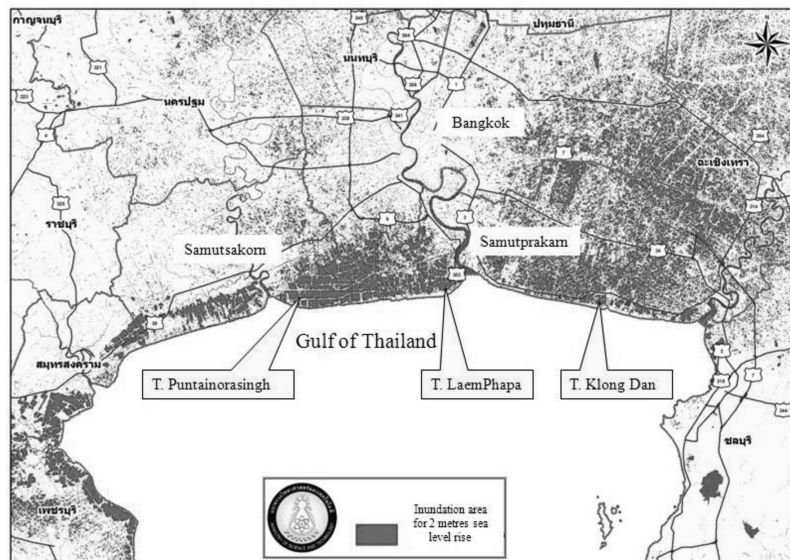 กาญจนบุรี
ปทุมธานี
นนทบุรี
นครปฐม
Bangkok
ฉะเชิงเทรา
ราชบุรี
Samutsakorn
Samutprakarn
Gulf of Thailand
สมุทรสงคราม
T. Puntainorasingh
T. LaemPhapa
T. Klong Dan
ชลบุรี
เพชรบุรี
Inundation area
for 2 metres sea
level rise